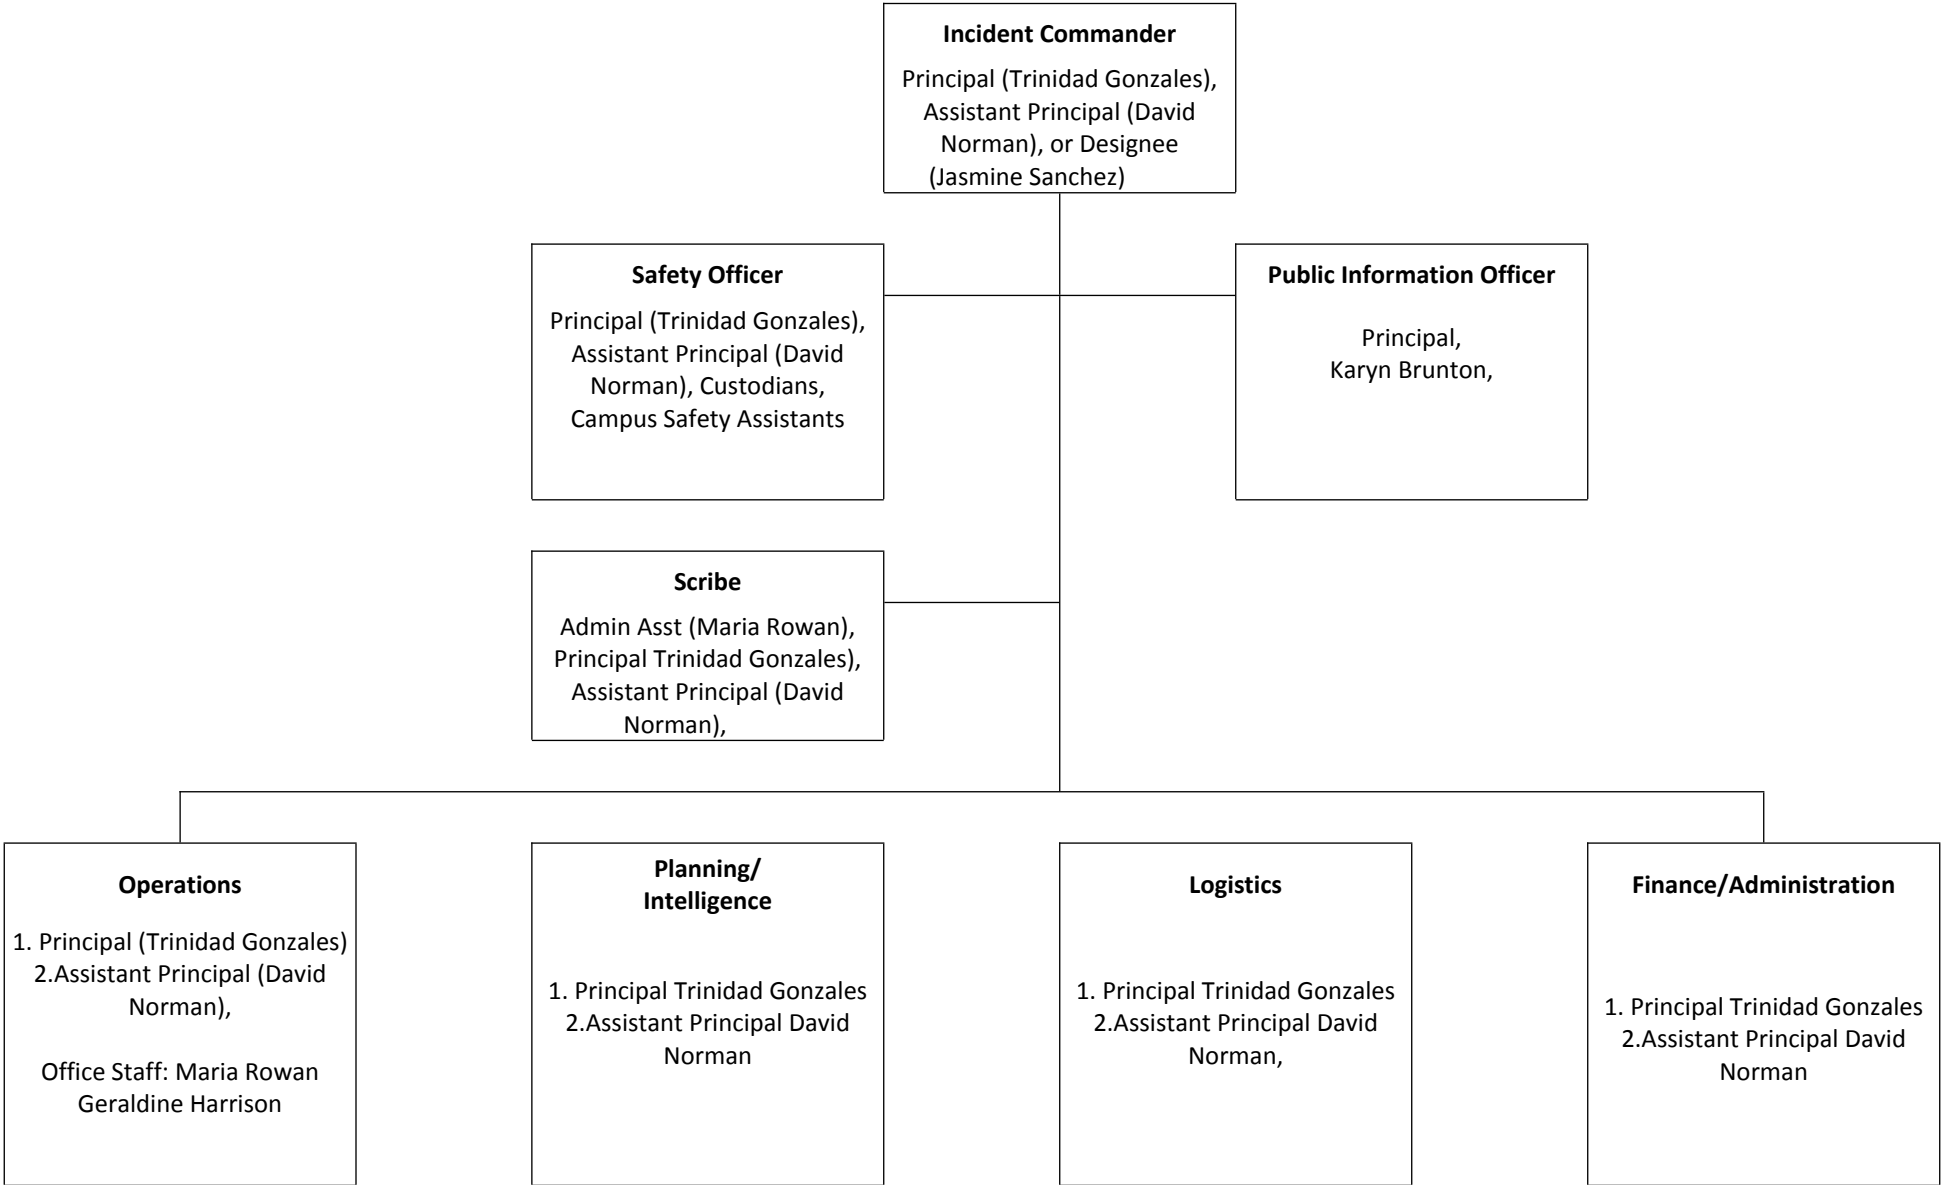 Incident Commander
Principal (Trinidad Gonzales),
Assistant Principal (David
Norman), or Designee
(Jasmine Sanchez)
Safety Officer
Principal (Trinidad Gonzales),
Assistant Principal (David
Norman), Custodians,
Campus Safety Assistants
Public Information Officer
Principal,
Karyn Brunton,
Scribe
Admin Asst (Maria Rowan),
Principal Trinidad Gonzales),
Assistant Principal (David
Norman),
Operations
1. Principal (Trinidad Gonzales)
2.Assistant Principal (David
Norman),
Office Staff: Maria Rowan
Geraldine Harrison
Planning/
Intelligence
1. Principal Trinidad Gonzales
2.Assistant Principal David
Norman
Logistics
1. Principal Trinidad Gonzales
2.Assistant Principal David
Norman,
Finance/Administration
1. Principal Trinidad Gonzales
2.Assistant Principal David
Norman